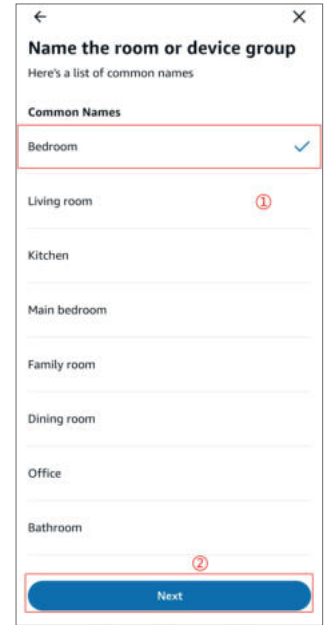 Name the room or device group
Here's a list of common names
Common Names
Bedroom
Living room
①
Kitchen
Main bedroom
Family room
Dining room
Office
Bathroom
②
Next